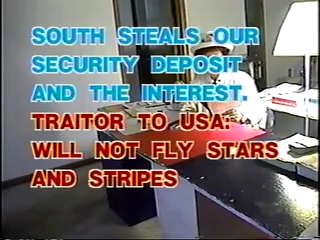 SOUTH STEALS OUR
SECURITY DEPOSIT
AND THE INTEREST.
TRAITOR TO USA:
WILL NOT FLY STARS
AND STRIPES